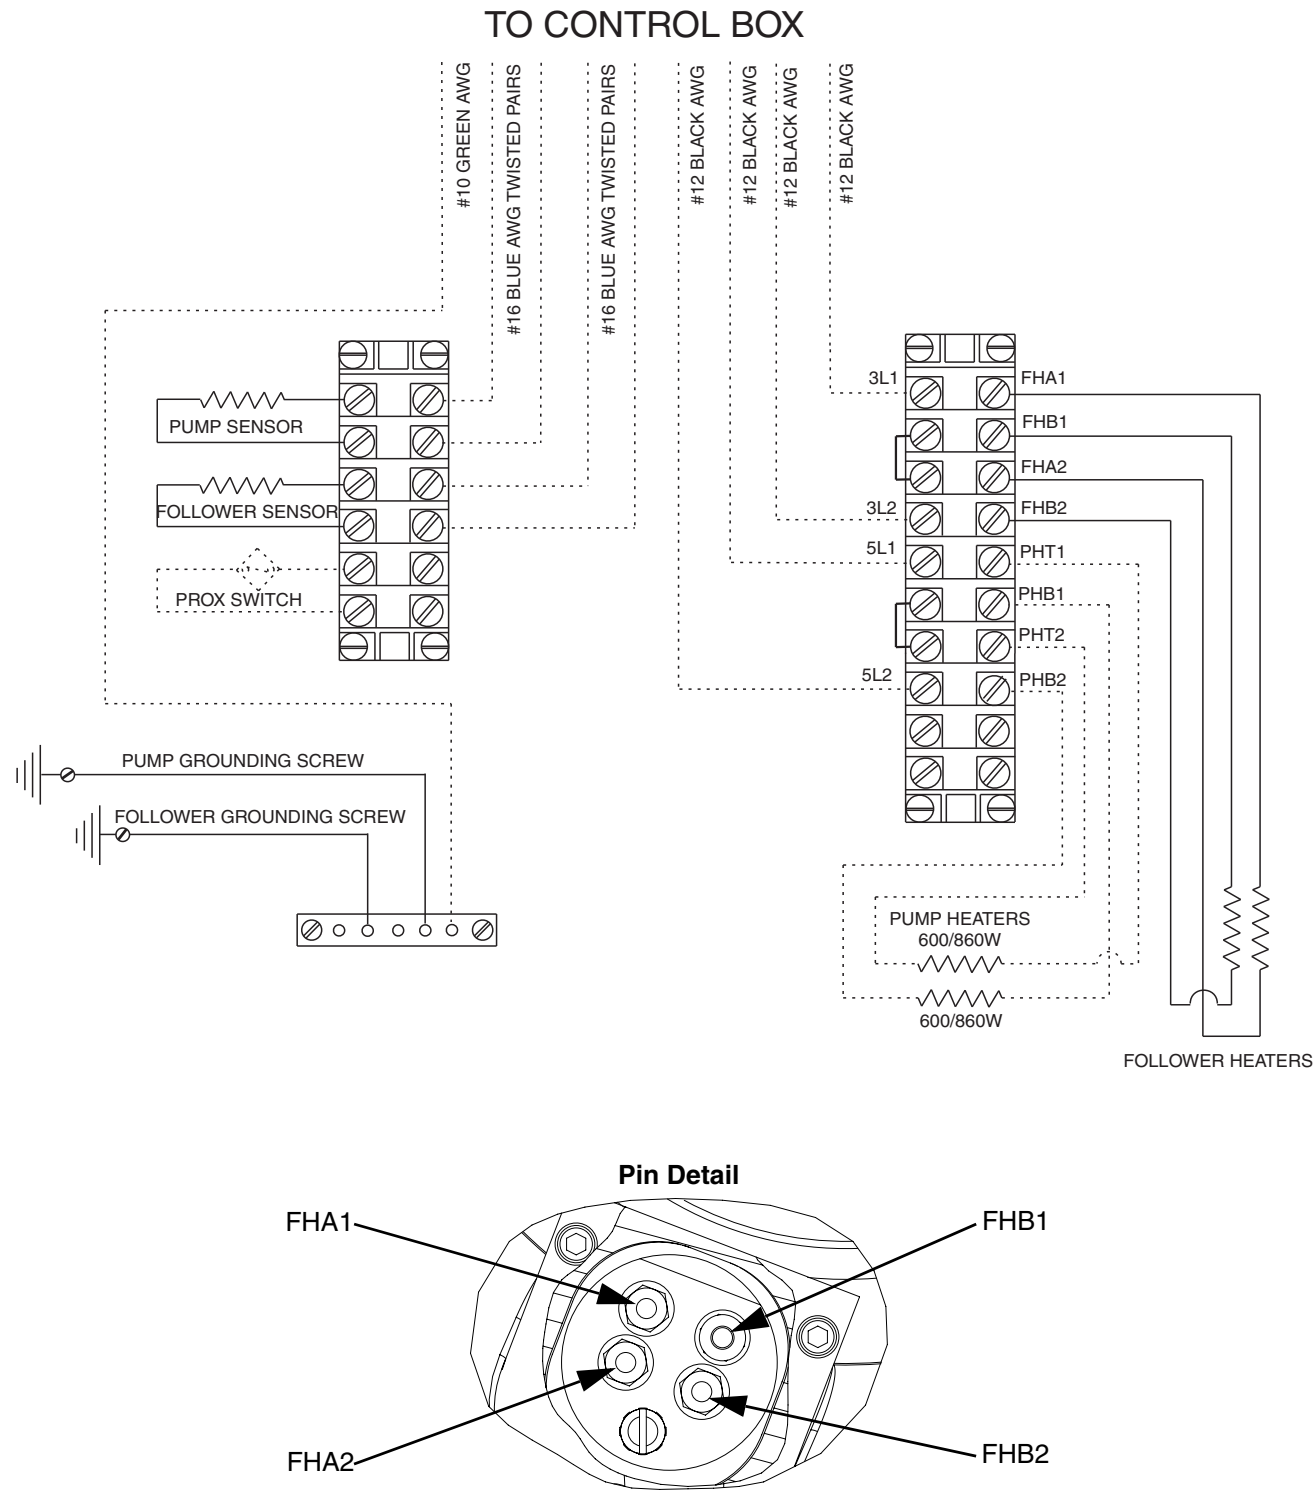 TO CONTROL BOX
#10 GREEN AWG
#16 BLUE AWG TWISTED PAIRS
#16 BLUE AWG TWISTED PAIRS
#12 BLACK AWG
#12 BLACK AWG
#12 BLACK AWG
#12 BLACK AWG
PUMP SENSOR
FOLLOWER SENSOR
PROX SWITCH
3L1
3L2
5L1
5L2
FHA1
FHB1
FHA2
FHB2
PHT1
PHB1
PHT2
PHB2
PUMP GROUNDING SCREW
FOLLOWER GROUNDING SCREW
PUMP HEATERS
600/860W
600/860W
FOLLOWER HEATERS
Pin Detail
FHA1
FHB1
FHA2
FHB2